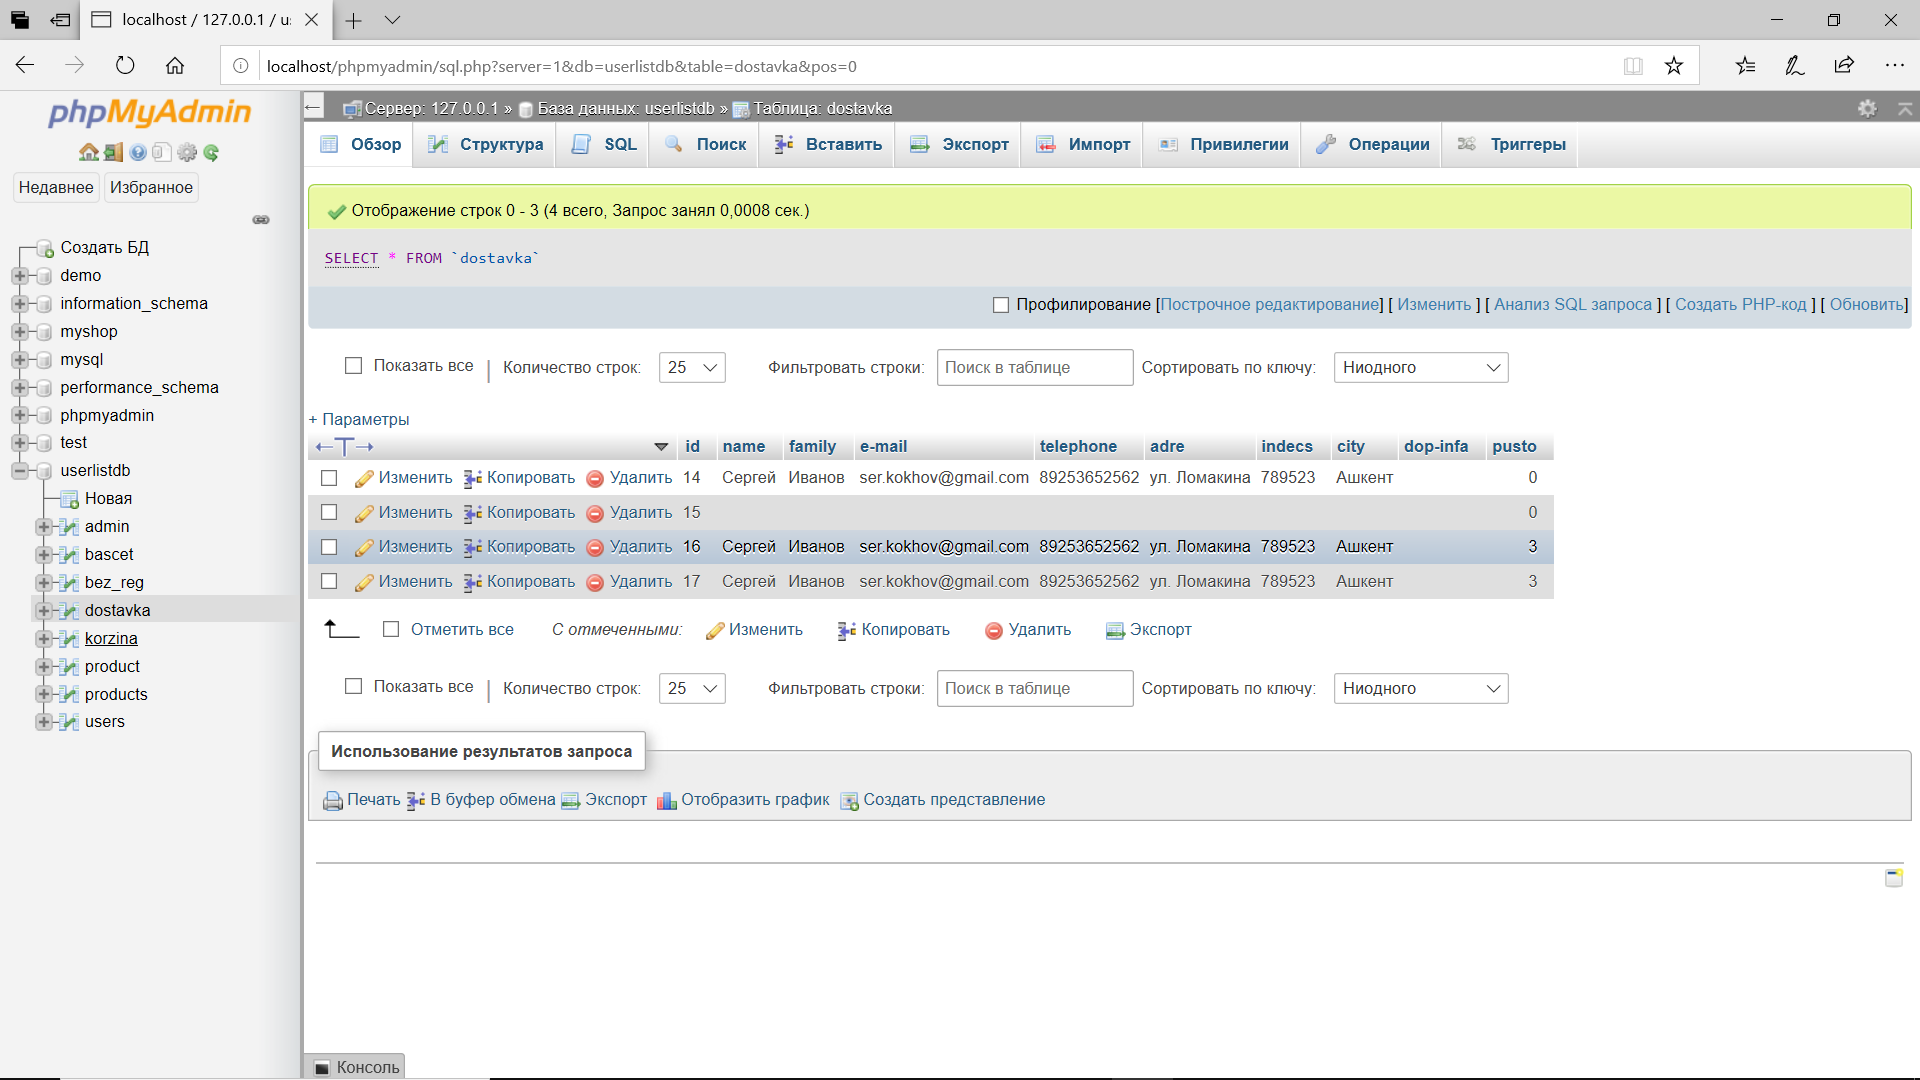 localhost / 127.0.0.1 / u
localhost/phpmyadmin/sql.php?server=1&db=userlistdb&table=dostavka&pos=0
phpMyAdmin
Недавнее Избранное
Создать БД
demo
information_schema
myshop
mysql
performance_schema
phpmyadmin
test
userlistdb
Новая
admin
bascet
bez_reg
dostavka
korzina
product
products
users
Сервер: 127.0.0.1 » База данных: userlistdb » Таблица: dostavka
Обзор Структура SQL Поиск Вставить Экспорт Импорт Привилегии Операции Триггеры
Отображение строк 0 - 3 (4 всего, Запрос занял 0,0008 сек.)
SELECT * FROM `dostavka`
Профилирование [Построчное редактирование] [ Изменить ] [ Анализ SQL запроса ] [ Создать PHP-код ] [ Обновить]
Показать все | Количество строк: 25 Фильтровать строки: Поиск в таблице Сортировать по ключу: Ниодного
+ Параметры
←T→ id name family e-mail telephone adre indecs city dop-infa pusto
Изменить Копировать Удалить 14 Сергей Иванов ser.kokhov@gmail.com 89253652562 ул. Ломакина 789523 Ашкент 0
Изменить Копировать Удалить 15 0
Изменить Копировать Удалить 16 Сергей Иванов ser.kokhov@gmail.com 89253652562 ул. Ломакина 789523 Ашкент 3
Изменить Копировать Удалить 17 Сергей Иванов ser.kokhov@gmail.com 89253652562 ул. Ломакина 789523 Ашкент 3
Отметить все С отмеченными: Изменить Копировать Удалить Экспорт
Показать все | Количество строк: 25 Фильтровать строки: Поиск в таблице Сортировать по ключу: Ниодного
Использование результатов запроса
Печать В буфер обмена Экспорт Отобразить график Создать представление
Консоль